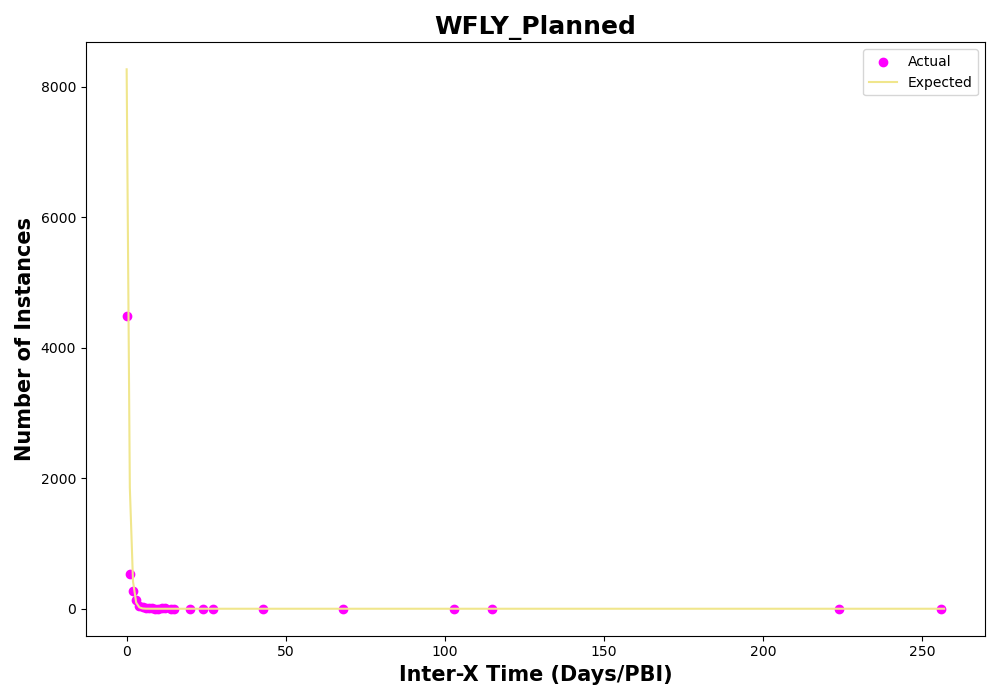 WFLY_Planned
Actual
Expected
8000
6000
4000
2000
0
Number of Instances
0 50 100 150 200 250
Inter-X Time (Days/PBI)